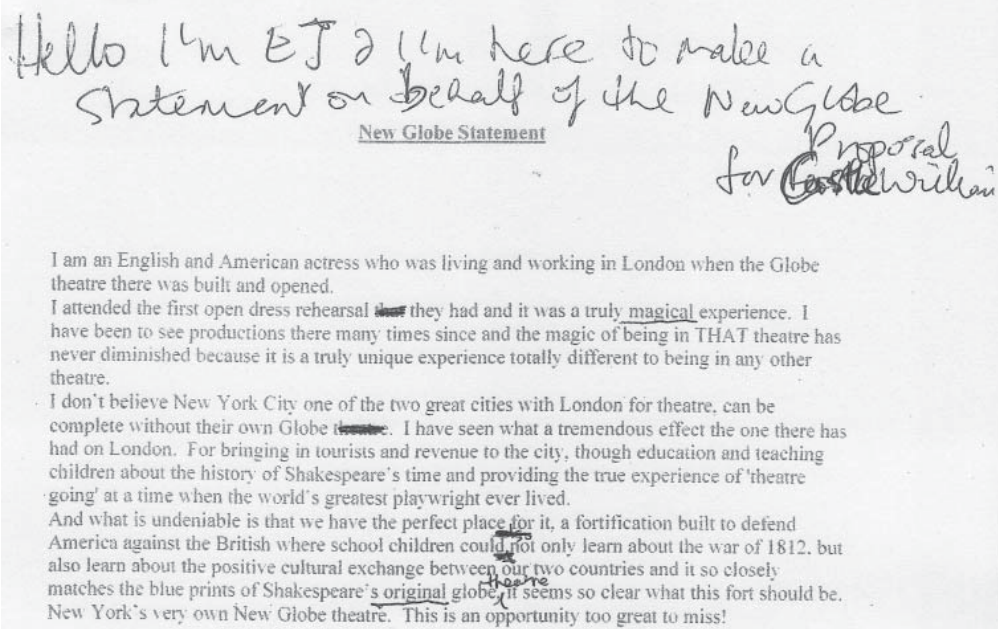 Hello I'm EJ & I'm here to make a
statement on behalf of the New Globe
New Globe Statement
Proposal
for Castle William
I am an English and American actress who was living and working in London when the Globe
theatre there was built and opened.
I attended the first open dress rehearsal that they had and it was a truly magical experience. I
have been to see productions there many times since and the magic of being in THAT theatre has
never diminished because it is a truly unique experience totally different to being in any other
theatre.
I don't believe New York City one of the two great cities with London for theatre, can be
complete without their own Globe theatre. I have seen what a tremendous effect the one there has
had on London. For bringing in tourists and revenue to the city, though education and teaching
children about the history of Shakespeare's time and providing the true experience of 'theatre
going' at a time when the world's greatest playwright ever lived.
And what is undeniable is that we have the perfect place for it, a fortification built to defend
America against the British where school children could not only learn about the war of 1812. but
also learn about the positive cultural exchange between our two countries and it so closely
matches the blue prints of Shakespeare's original globe, theatre it seems so clear what this fort should be.
New York's very own New Globe theatre. This is an opportunity too great to miss!